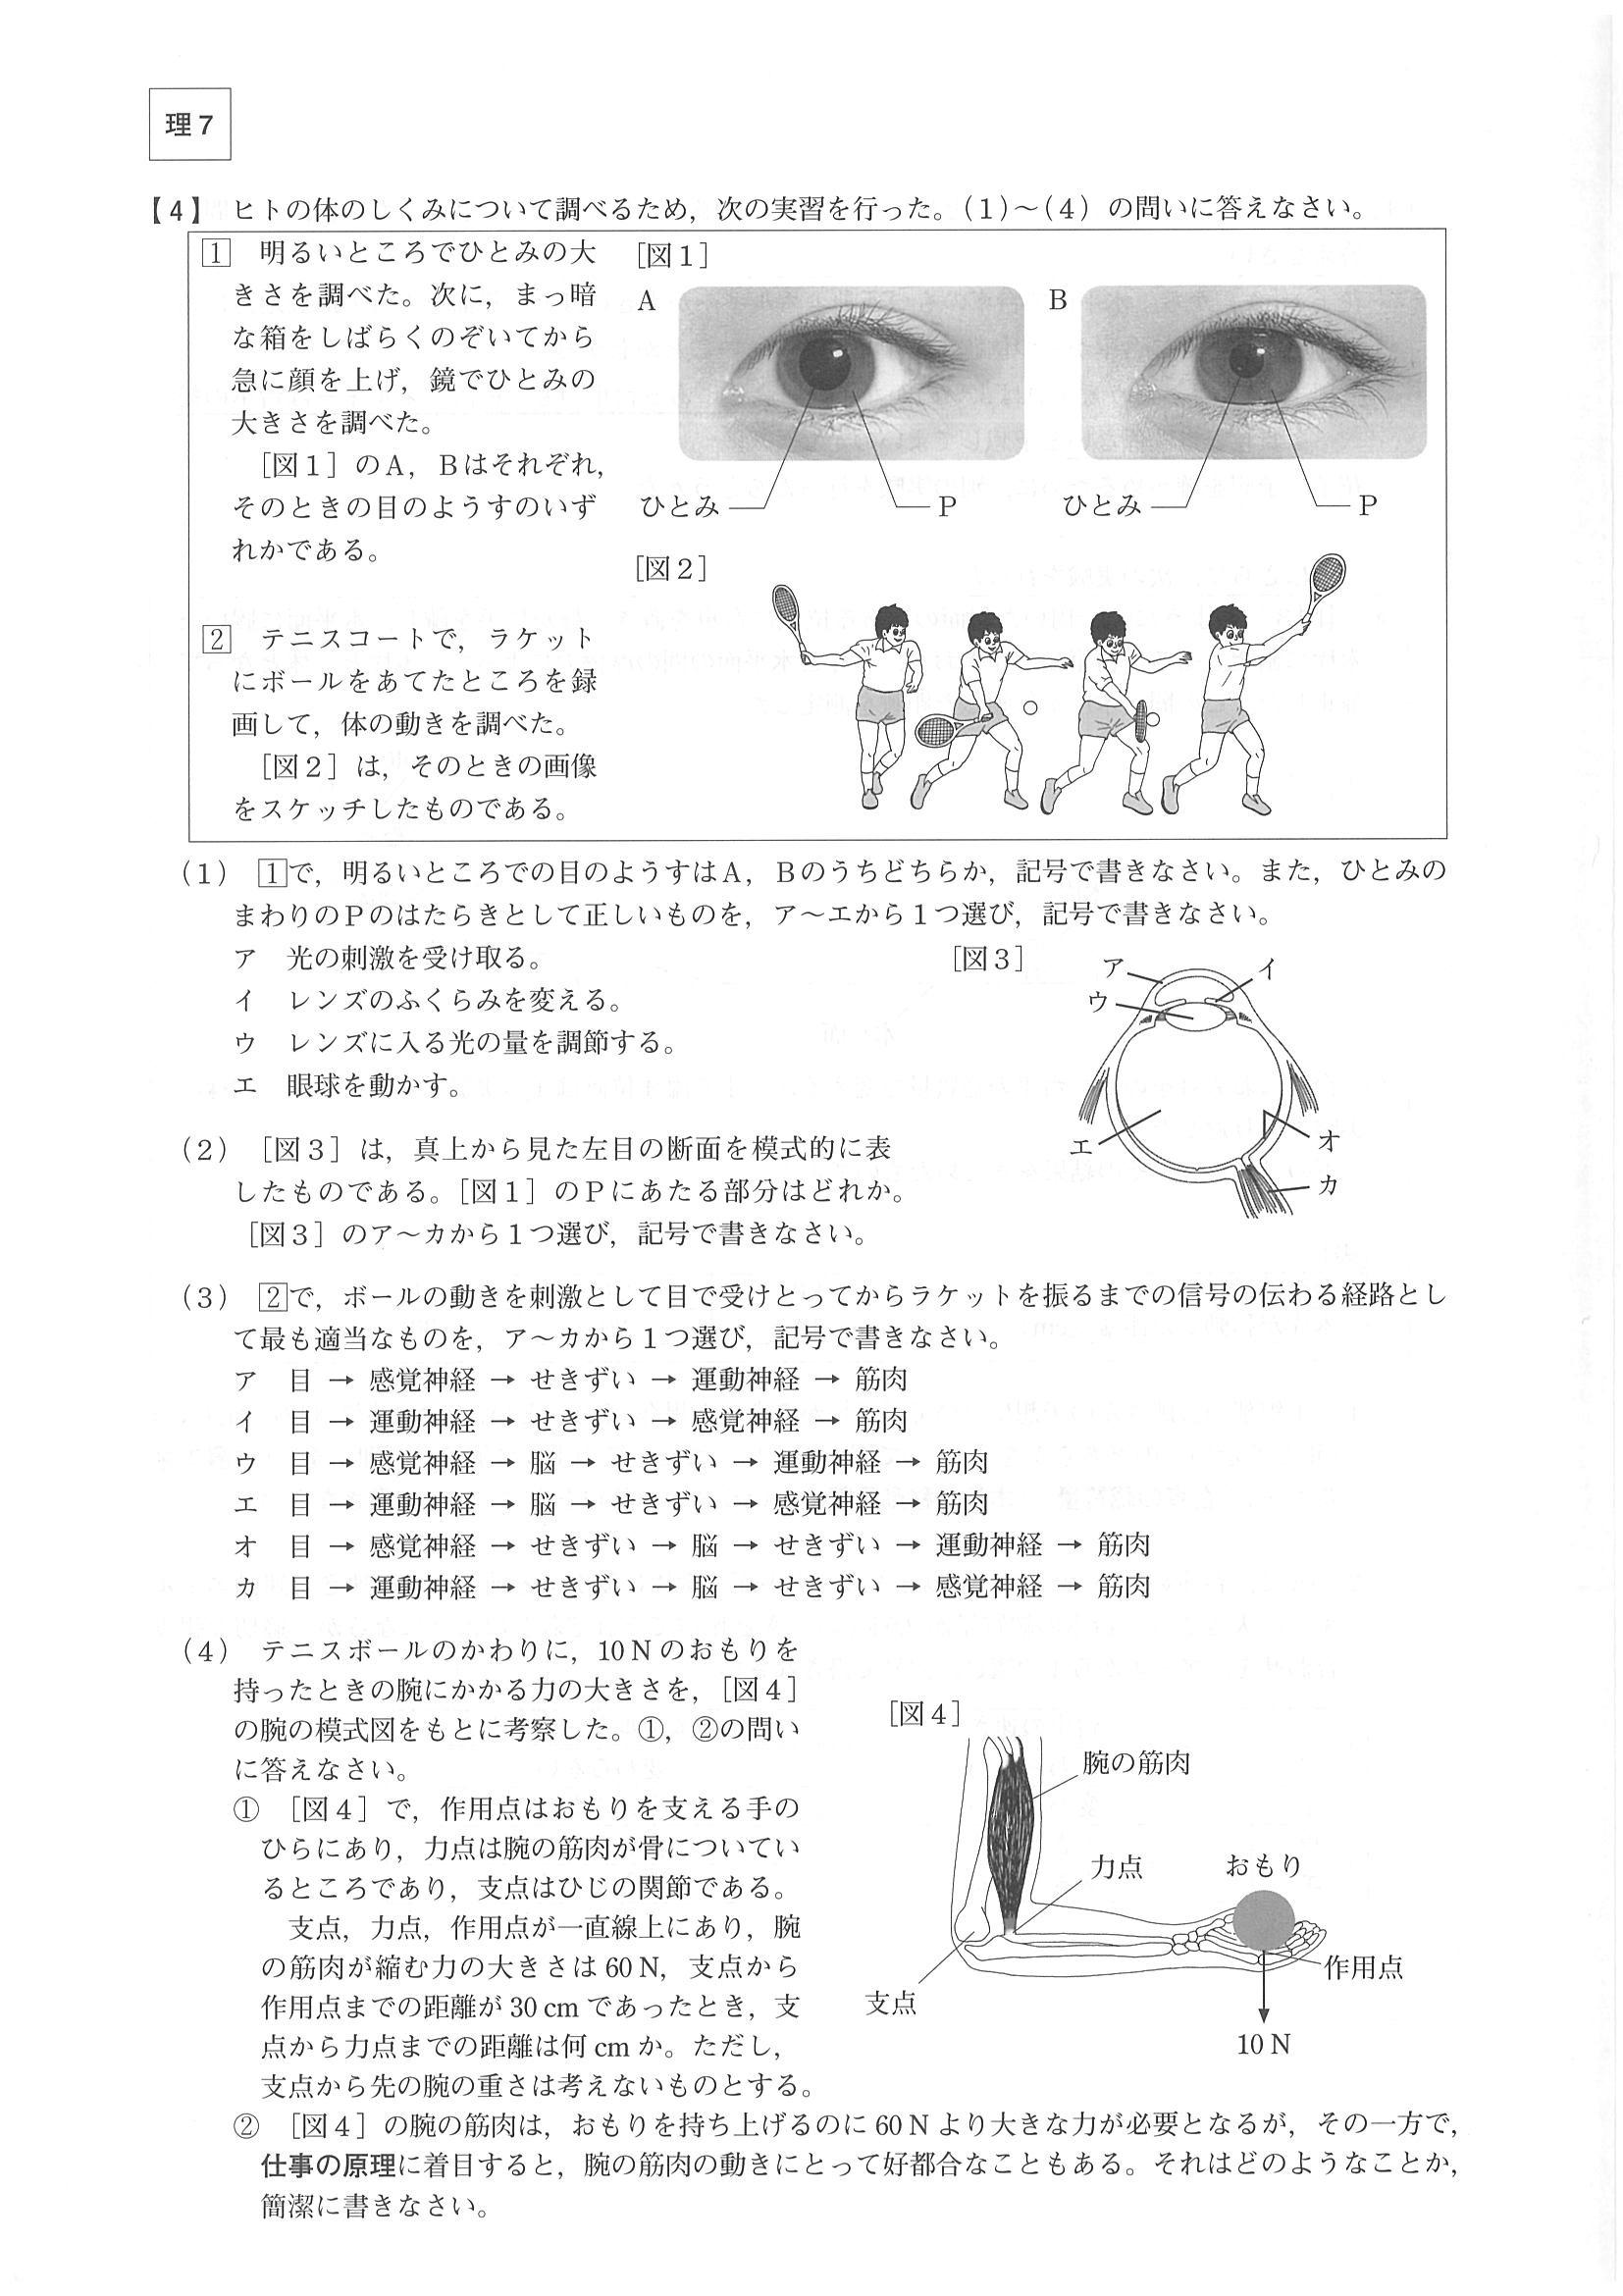 理7
【4】 ヒトの体のしくみについて調べるため，次の実習を行った。（1）〜（4）の問いに答えなさい。
1 明るいところでひとみの大
きさを調べた。次に，まっ暗
な箱をしばらくのぞいてから
急に顔を上げ，鏡でひとみの
大きさを調べた。
［図1］のA，Bはそれぞれ，
そのときの目のようすのいず
れかである。
［図1］
A
B
ひとみ
P
ひとみ
P
2 テニスコートで，ラケット
にボールをあてたところを録
画して，体の動きを調べた。
［図2］は，そのときの画像
をスケッチしたものである。
［図2］
（1） 1で，明るいところでの目のようすはA，Bのうちどちらか，記号で書きなさい。また，ひとみの
まわりのPのはたらきとして正しいものを，ア〜エから1つ選び，記号で書きなさい。
ア 光の刺激を受け取る。
イ レンズのふくらみを変える。
ウ レンズに入る光の量を調節する。
エ 眼球を動かす。
［図3］
ア
イ
ウ
エ
オ
カ
（2） ［図3］は，真上から見た左目の断面を模式的に表
したものである。［図1］のPにあたる部分はどれか。
［図3］のア〜カから1つ選び，記号で書きなさい。
（3） 2で，ボールの動きを刺激として目で受けとってからラケットを振るまでの信号の伝わる経路とし
て最も適当なものを，ア〜カから1つ選び，記号で書きなさい。
ア 目 → 感覚神経 → せきずい → 運動神経 → 筋肉
イ 目 → 運動神経 → せきずい → 感覚神経 → 筋肉
ウ 目 → 感覚神経 → 脳 → せきずい → 運動神経 → 筋肉
エ 目 → 運動神経 → 脳 → せきずい → 感覚神経 → 筋肉
オ 目 → 感覚神経 → せきずい → 脳 → せきずい → 運動神経 → 筋肉
カ 目 → 運動神経 → せきずい → 脳 → せきずい → 感覚神経 → 筋肉
（4） テニスボールのかわりに，10Nのおもりを
持ったときの腕にかかる力の大きさを，［図4］
の腕の模式図をもとに考察した。①，②の問い
に答えなさい。
① ［図4］で，作用点はおもりを支える手の
ひらにあり，力点は腕の筋肉が骨についてい
るところであり，支点はひじの関節である。
支点，力点，作用点が一直線上にあり，腕
の筋肉が縮む力の大きさは60N，支点から
作用点までの距離が30cmであったとき，支
点から力点までの距離は何cmか。ただし，
支点から先の腕の重さは考えないものとする。
［図4］
腕の筋肉
力点
おもり
作用点
支点
10N
② ［図4］の腕の筋肉は，おもりを持ち上げるのに60Nより大きな力が必要となるが，その一方で，
仕事の原理に着目すると，腕の筋肉の動きにとって好都合なこともある。それはどのようなことか，
簡潔に書きなさい。